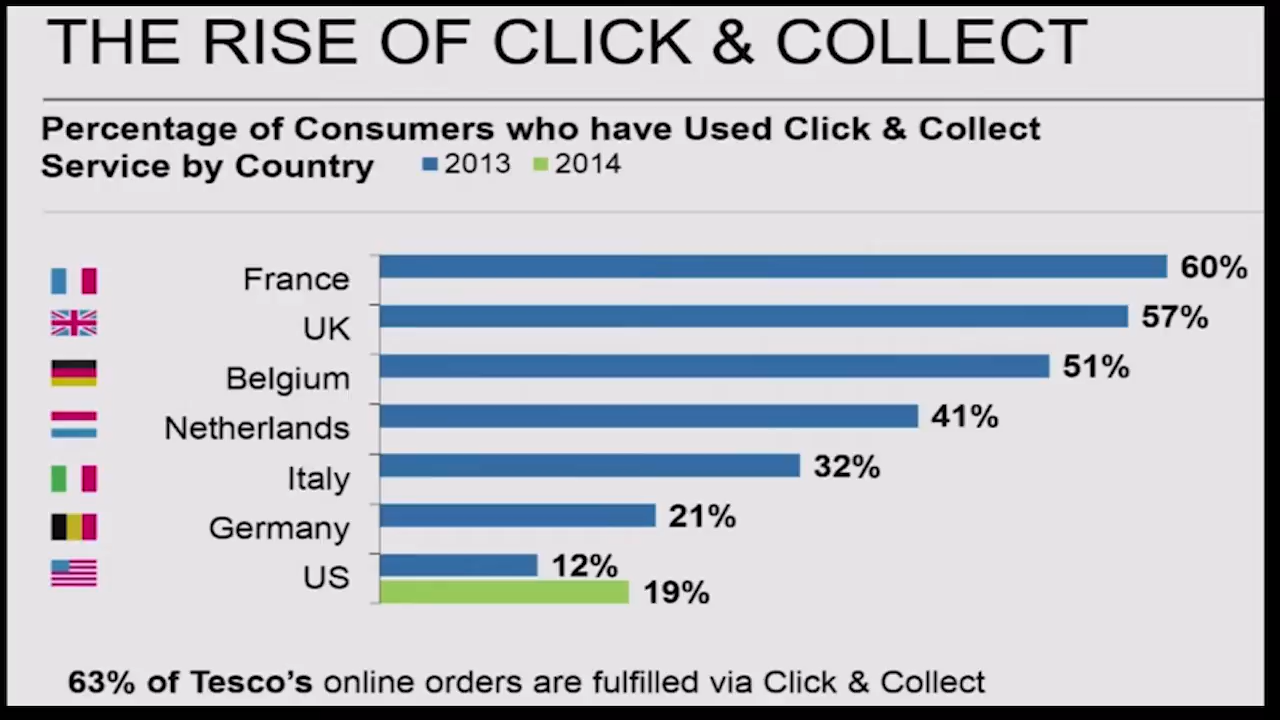 THE RISE OF CLICK & COLLECT
Percentage of Consumers who have Used Click & Collect
Service by Country 2013 2014
France 60%
UK 57%
Belgium 51%
Netherlands 41%
Italy 32%
Germany 21%
US 12%
19%
63% of Tesco's online orders are fulfilled via Click & Collect